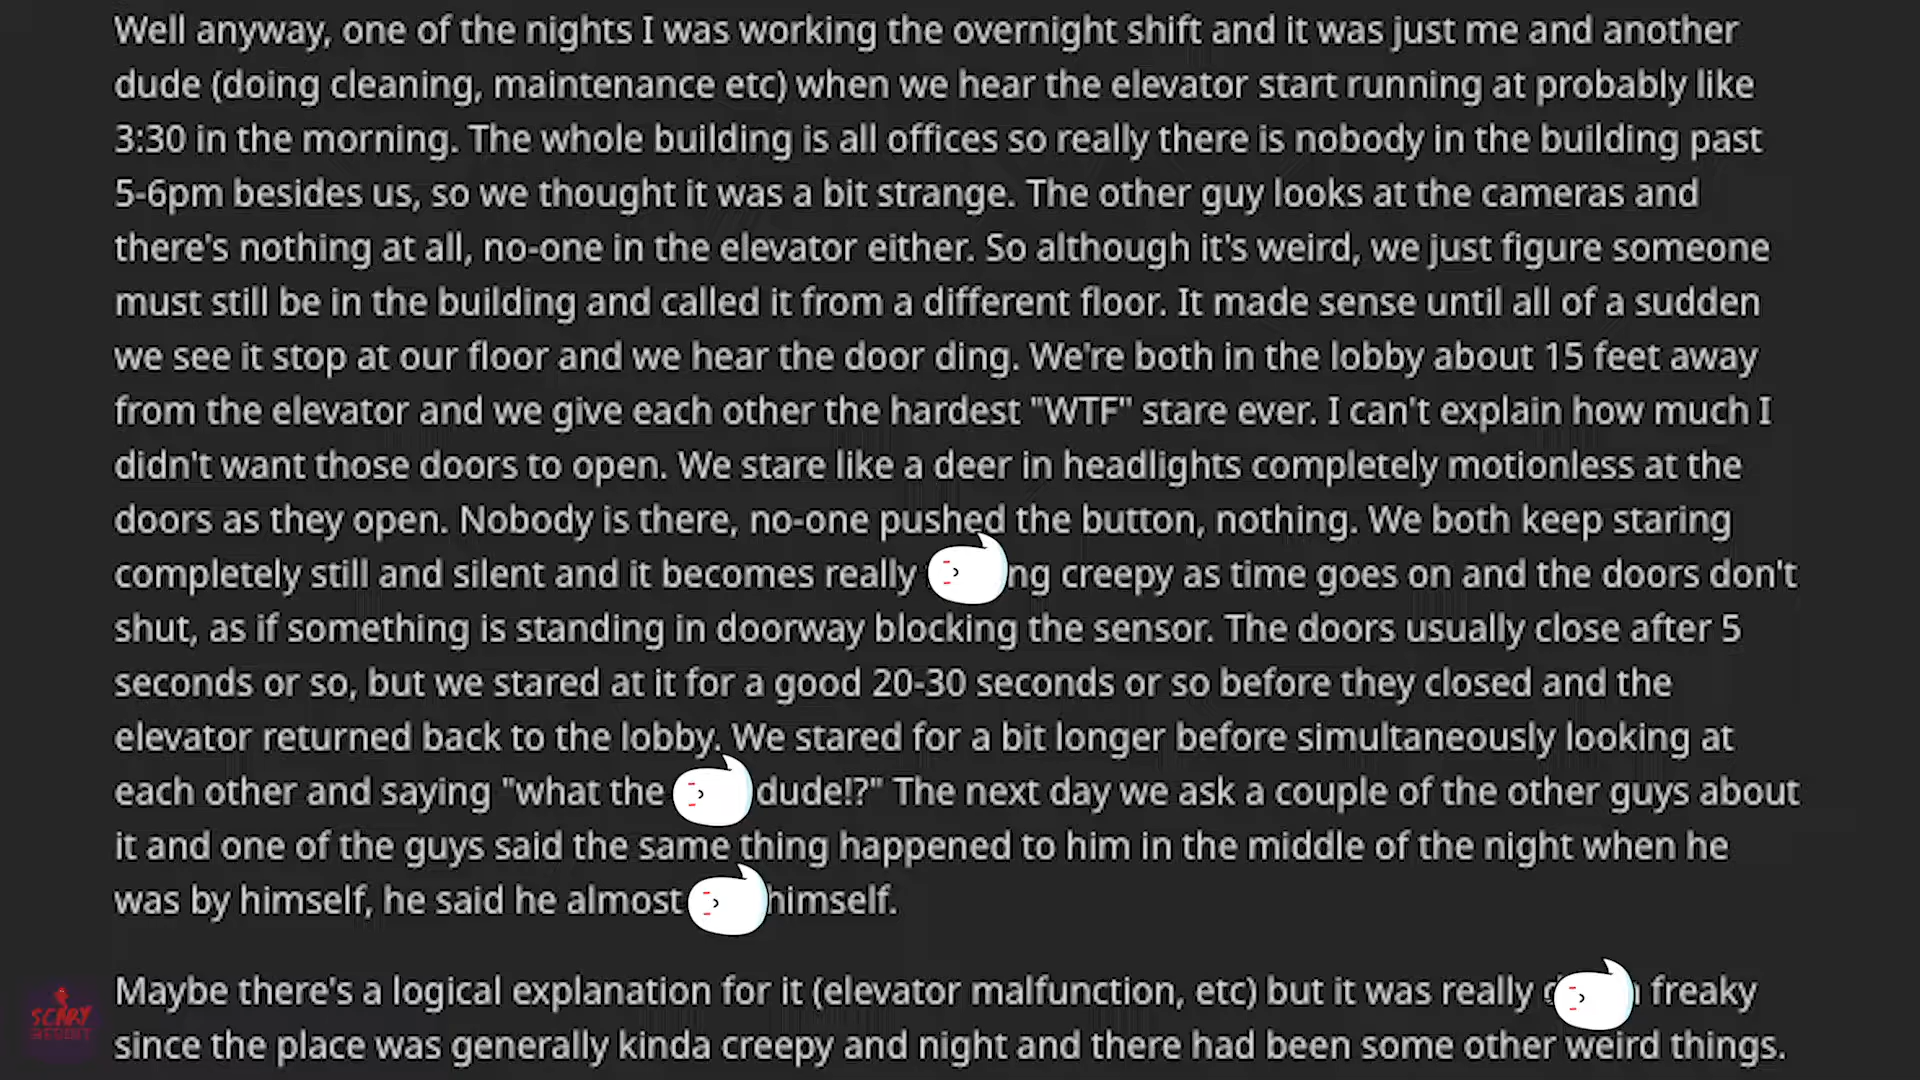 Well anyway, one of the nights I was working the overnight shift and it was just me and another
dude (doing cleaning, maintenance etc) when we hear the elevator start running at probably like
3:30 in the morning. The whole building is all offices so really there is nobody in the building past
5-6pm besides us, so we thought it was a bit strange. The other guy looks at the cameras and
there's nothing at all, no-one in the elevator either. So although it's weird, we just figure someone
must still be in the building and called it from a different floor. It made sense until all of a sudden
we see it stop at our floor and we hear the door ding. We're both in the lobby about 15 feet away
from the elevator and we give each other the hardest "WTF" stare ever. I can't explain how much I
didn't want those doors to open. We stare like a deer in headlights completely motionless at the
doors as they open. Nobody is there, no-one pushed the button, nothing. We both keep staring
completely still and silent and it becomes really ng creepy as time goes on and the doors don't
shut, as if something is standing in doorway blocking the sensor. The doors usually close after 5
seconds or so, but we stared at it for a good 20-30 seconds or so before they closed and the
elevator returned back to the lobby. We stared for a bit longer before simultaneously looking at
each other and saying "what the dude!?" The next day we ask a couple of the other guys about
it and one of the guys said the same thing happened to him in the middle of the night when he
was by himself, he said he almost himself.
Maybe there's a logical explanation for it (elevator malfunction, etc) but it was really freaky
since the place was generally kinda creepy and night and there had been some other weird things.
SCARY